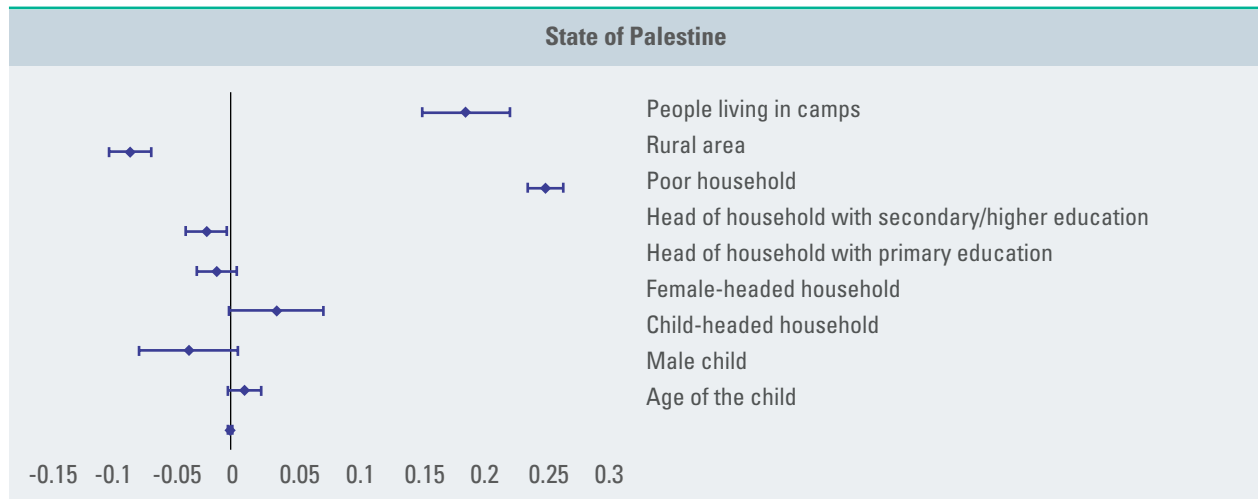 State of Palestine
People living in camps
Rural area
Poor household
Head of household with secondary/higher education
Head of household with primary education
Female-headed household
Child-headed household
Male child
Age of the child
-0.15 -0.1 -0.05 0 0.05 0.1 0.15 0.2 0.25 0.3